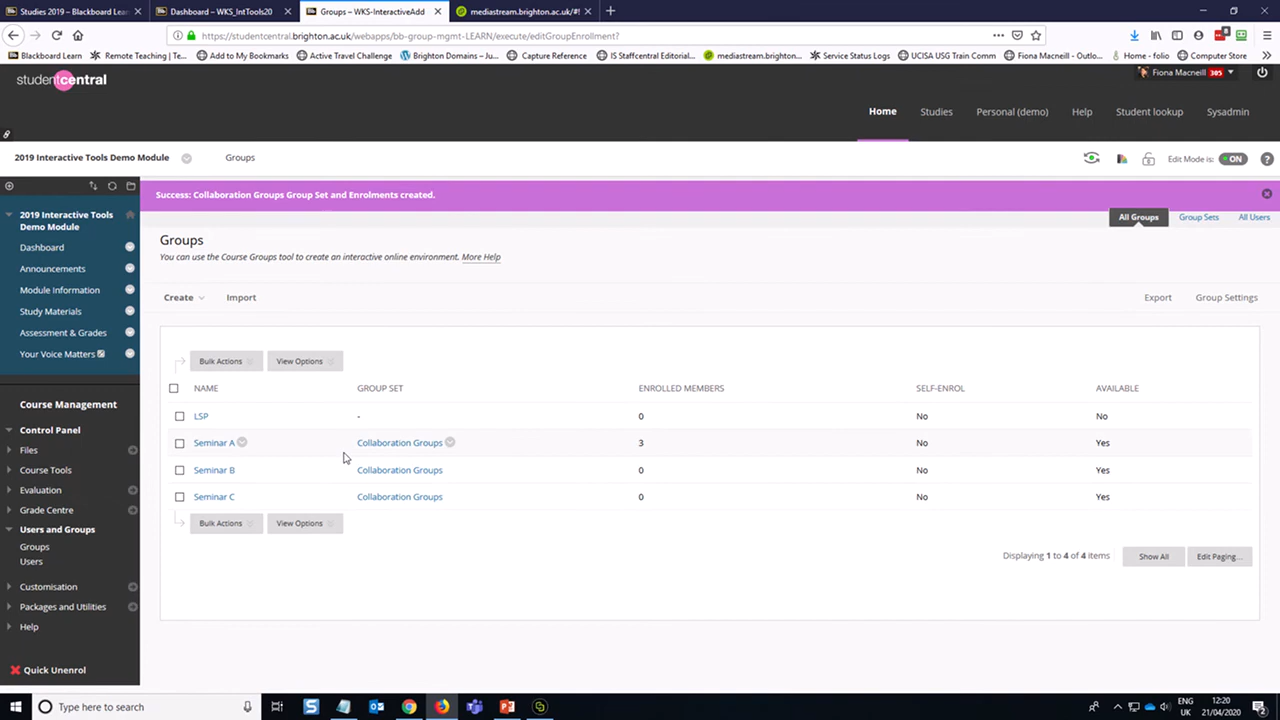 Studies 2019 – Blackboard Learn
Dashboard – WKS_IntTools20
Groups – WKS-InteractiveAdd
mediastream.brighton.ac.uk/#!
https://studentcentral.brighton.ac.uk/webapps/bb-group-mgmt-LEARN/execute/editGroupEnrollment?
Blackboard Learn
Remote Teaching | Te...
Add to My Bookmarks
Active Travel Challenge
Brighton Domains – Ju...
Capture Reference
IS Staffcentral Editorial...
mediastream.brighton...
Service Status Logs
UCISA USG Train Comm
Fiona Macneill - Outlo...
Home - folio
Computer Store
studentcentral
Fiona Macneill 305
Home
Studies
Personal (demo)
Help
Student lookup
Sysadmin
2019 Interactive Tools Demo Module
Groups
Edit Mode is: ON
?
Success: Collaboration Groups Group Set and Enrolments created.
2019 Interactive Tools
Demo Module
Dashboard
Announcements
Module Information
Study Materials
Assessment & Grades
Your Voice Matters
Course Management
Control Panel
Files
Course Tools
Evaluation
Grade Centre
Users and Groups
Groups
Users
Customisation
Packages and Utilities
Help
Quick Unenrol
All Groups
Group Sets
All Users
Groups
You can use the Course Groups tool to create an interactive online environment. More Help
Create
Import
Export
Group Settings
Bulk Actions
View Options
NAME GROUP SET ENROLLED MEMBERS SELF-ENROL AVAILABLE
LSP - 0 No No
Seminar A Collaboration Groups 3 No Yes
Seminar B Collaboration Groups 0 No Yes
Seminar C Collaboration Groups 0 No Yes
Bulk Actions
View Options
Displaying 1 to 4 of 4 items
Show All
Edit Paging...
Type here to search
ENG
UK
12:20
21/04/2020